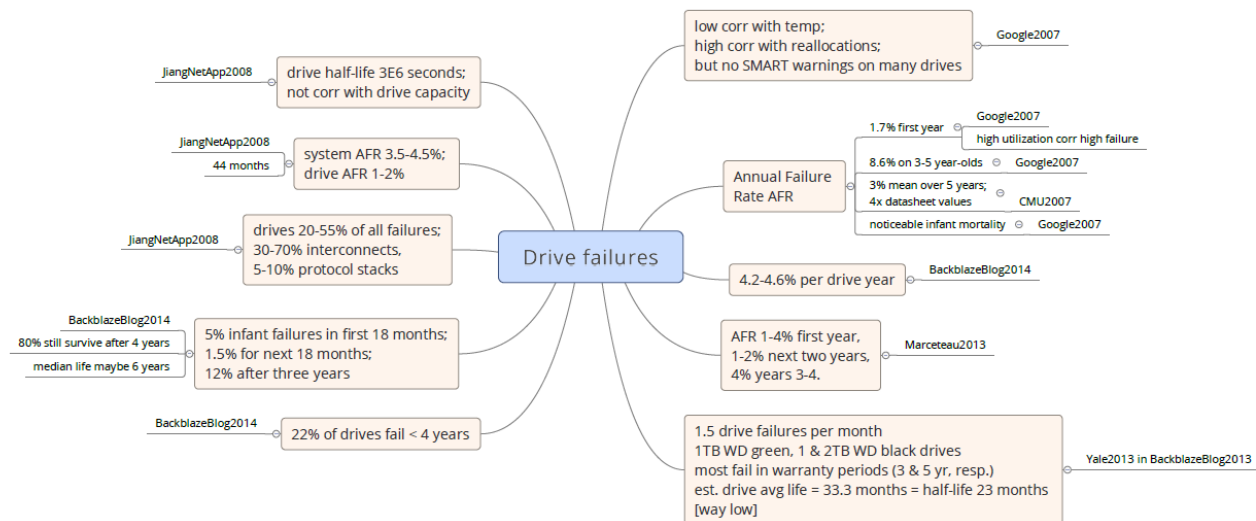 Drive failures
JiangNetApp2008
drive half-life 3E6 seconds;
not corr with drive capacity
JiangNetApp2008
44 months
system AFR 3.5-4.5%;
drive AFR 1-2%
JiangNetApp2008
drives 20-55% of all failures;
30-70% interconnects,
5-10% protocol stacks
BackblazeBlog2014
80% still survive after 4 years
median life maybe 6 years
5% infant failures in first 18 months;
1.5% for next 18 months;
12% after three years
BackblazeBlog2014
22% of drives fail < 4 years
low corr with temp;
high corr with reallocations;
but no SMART warnings on many drives
Google2007
Annual Failure
Rate AFR
1.7% first year
Google2007
high utilization corr high failure
8.6% on 3-5 year-olds
Google2007
3% mean over 5 years;
4x datasheet values
CMU2007
noticeable infant mortality
Google2007
4.2-4.6% per drive year
BackblazeBlog2014
AFR 1-4% first year,
1-2% next two years,
4% years 3-4.
Marceteau2013
1.5 drive failures per month
1TB WD green, 1 & 2TB WD black drives
most fail in warranty periods (3 & 5 yr, resp.)
est. drive avg life = 33.3 months = half-life 23 months
[way low]
Yale2013 in BackblazeBlog2013